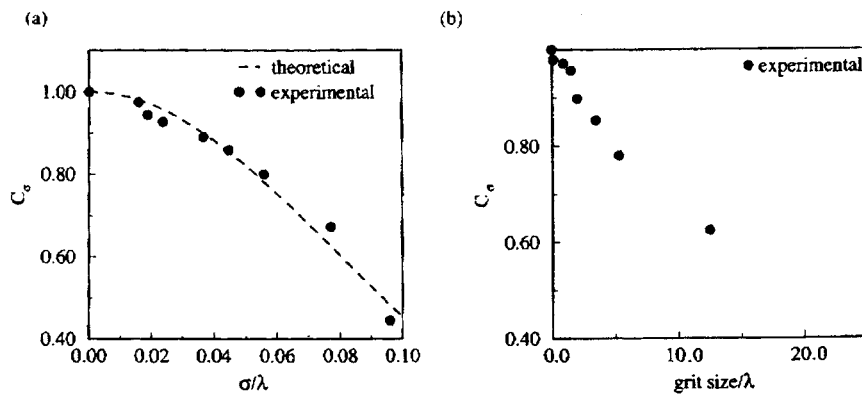 (a)
theoretical
experimental
1.00
0.80
0.60
0.40
C_σ
0.00
0.02
0.04
0.06
0.08
0.10
σ/λ
(b)
experimental
0.80
0.60
0.40
C_σ
0.0
10.0
20.0
grit size/λ